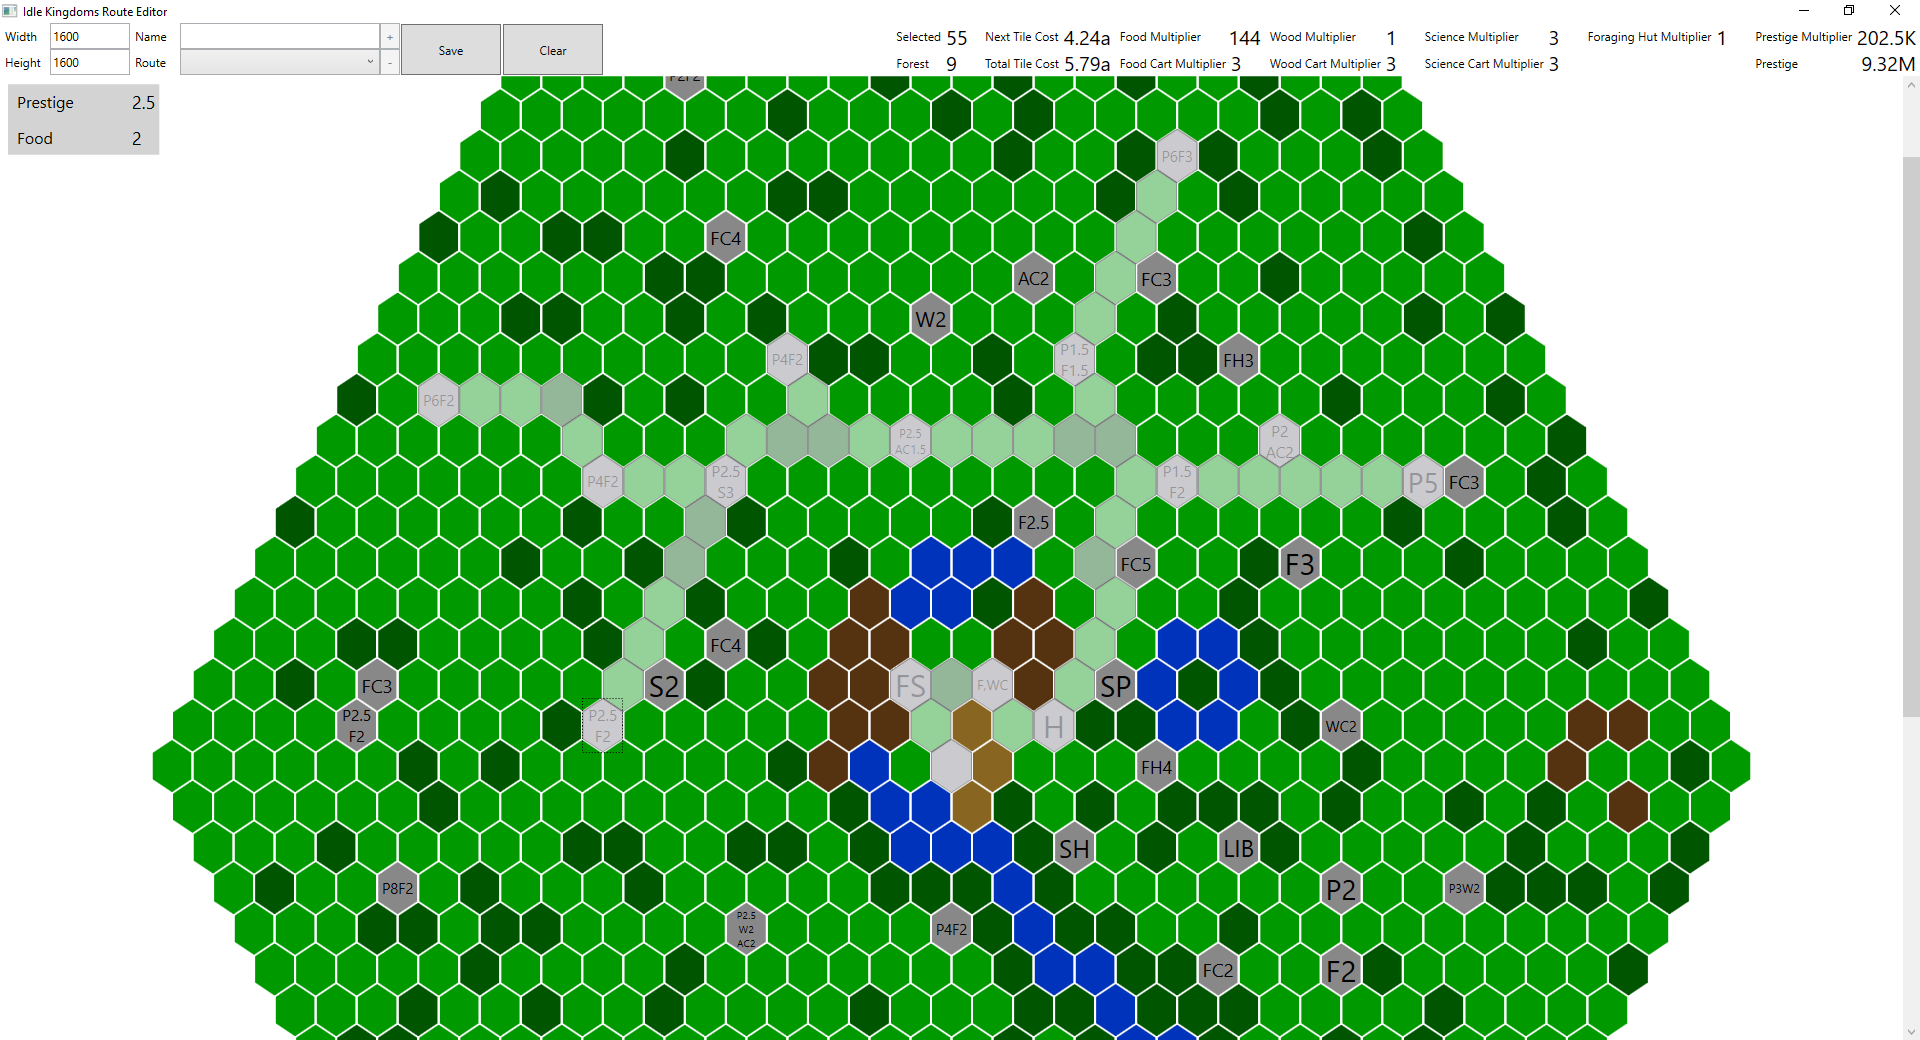 Idle Kingdoms Route Editor
Width 1600 Name + Save Clear Selected 55 Next Tile Cost 4.24a Food Multiplier 144 Wood Multiplier 1 Science Multiplier 3 Foraging Hut Multiplier 1 Prestige Multiplier 202.5K
Height 1600 Route - Forest 9 Total Tile Cost 5.79a Food Cart Multiplier 3 Wood Cart Multiplier 3 Science Cart Multiplier 3 Prestige 9.32M
Prestige 2.5
Food 2
P2F2
P6F3
FC4
AC2
FC3
W2
P4F2
P1.5
F1.5
FH3
P6F2
P2.5
AC1.5
P2
AC2
P4F2
P2.5
S3
P1.5
F2
P5
FC3
F2.5
FC5
F3
FC4
FC3
S2
FS
F,WC
SP
P2.5
F2
P2.5
F2
H
WC2
FH4
SH
LIB
P8F2
P2
P3W2
P2.5
W2
AC2
P4F2
FC2
F2